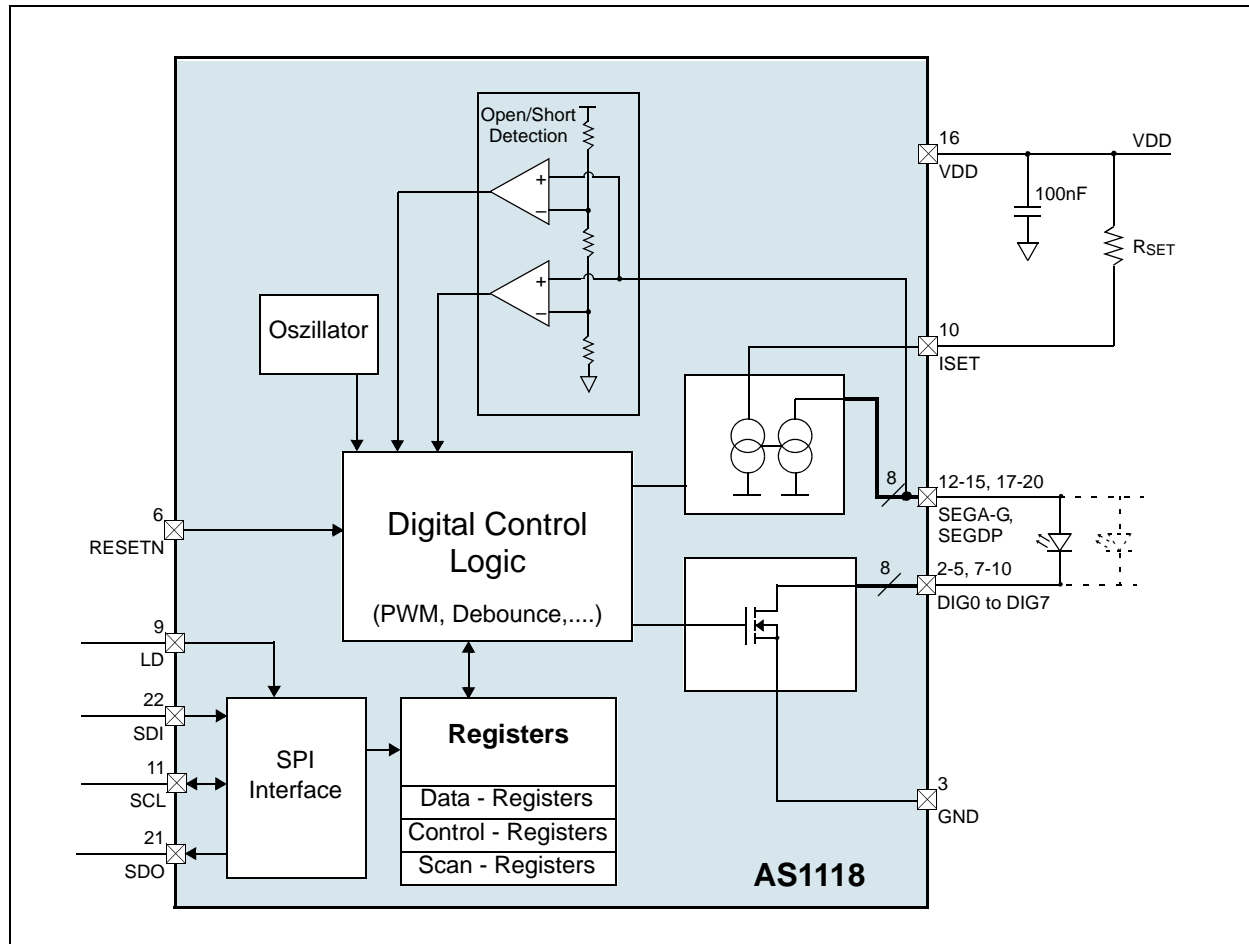 Open/Short
Detection
+
–
+
–
Oszillator
16
VDD
VDD
100nF
RSET
10
ISET
8
12-15, 17-20
SEGA-G,
SEGDP
8
2-5, 7-10
DIG0 to DIG7
6
RESETN
Digital Control
Logic
(PWM, Debounce,....)
9
LD
22
SDI
11
SCL
21
SDO
SPI
Interface
Registers
Data - Registers
Control - Registers
Scan - Registers
3
GND
AS1118